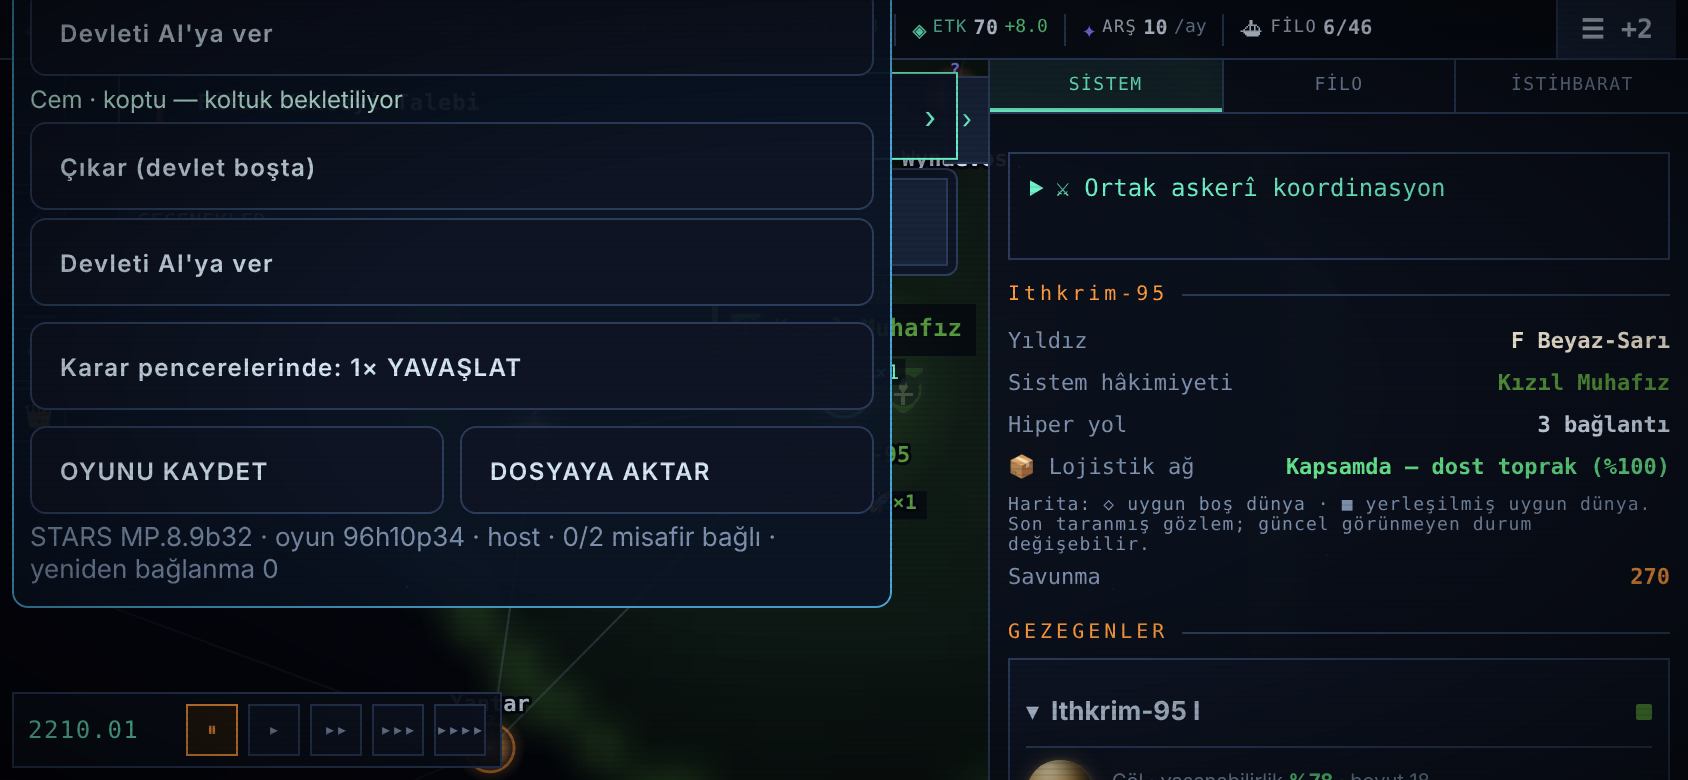 Devleti AI'ya ver
Cem · koptu — koltuk bekletiliyor
Çıkar (devlet boşta)
Devleti AI'ya ver
Karar pencerelerinde: 1× YAVAŞLAT
OYUNU KAYDET
DOSYAYA AKTAR
STARS MP.8.9b32 · oyun 96h10p34 · host · 0/2 misafir bağlı ·
yeniden bağlanma 0
ETK 70 +8.0
ARŞ 10 /ay
FİLO 6/46
☰ +2
SİSTEM
FİLO
İSTİHBARAT
▶ ⚔ Ortak askerî koordinasyon
Ithkrim-95
Yıldız F Beyaz-Sarı
Sistem hâkimiyeti Kızıl Muhafız
Hiper yol 3 bağlantı
📦 Lojistik ağ Kapsamda — dost toprak (%100)
Harita: ◇ uygun boş dünya · ■ yerleşilmiş uygun dünya.
Son taranmış gözlem; güncel görünmeyen durum
değişebilir.
Savunma 270
GEZEGENLER
▼ Ithkrim-95 I
hafız
95
×1
2210.01